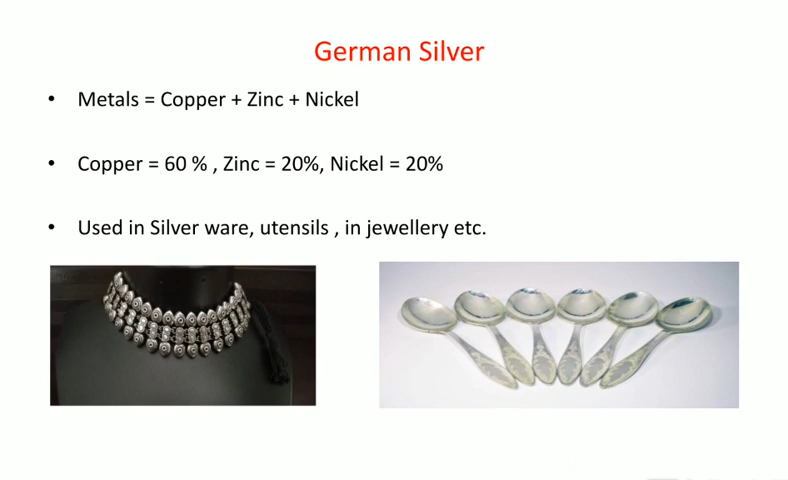 German Silver
• Metals = Copper + Zinc + Nickel
• Copper = 60 % , Zinc = 20%, Nickel = 20%
• Used in Silver ware, utensils , in jewellery etc.